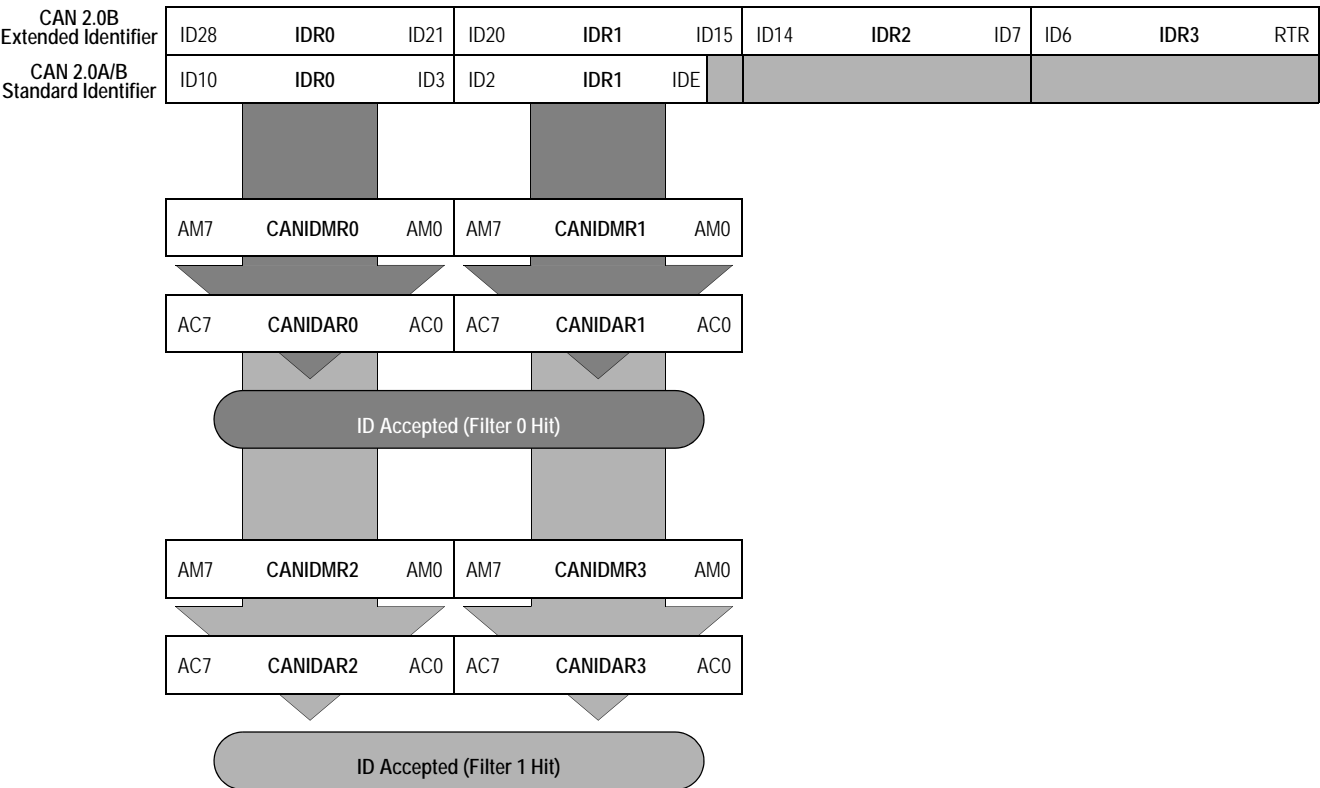 CAN 2.0B
Extended Identifier
ID28 IDR0 ID21 ID20 IDR1 ID15 ID14 IDR2 ID7 ID6 IDR3 RTR
CAN 2.0A/B
Standard Identifier
ID10 IDR0 ID3 ID2 IDR1 IDE
AM7 CANIDMR0 AM0 AM7 CANIDMR1 AM0
AC7 CANIDAR0 AC0 AC7 CANIDAR1 AC0
ID Accepted (Filter 0 Hit)
AM7 CANIDMR2 AM0 AM7 CANIDMR3 AM0
AC7 CANIDAR2 AC0 AC7 CANIDAR3 AC0
ID Accepted (Filter 1 Hit)